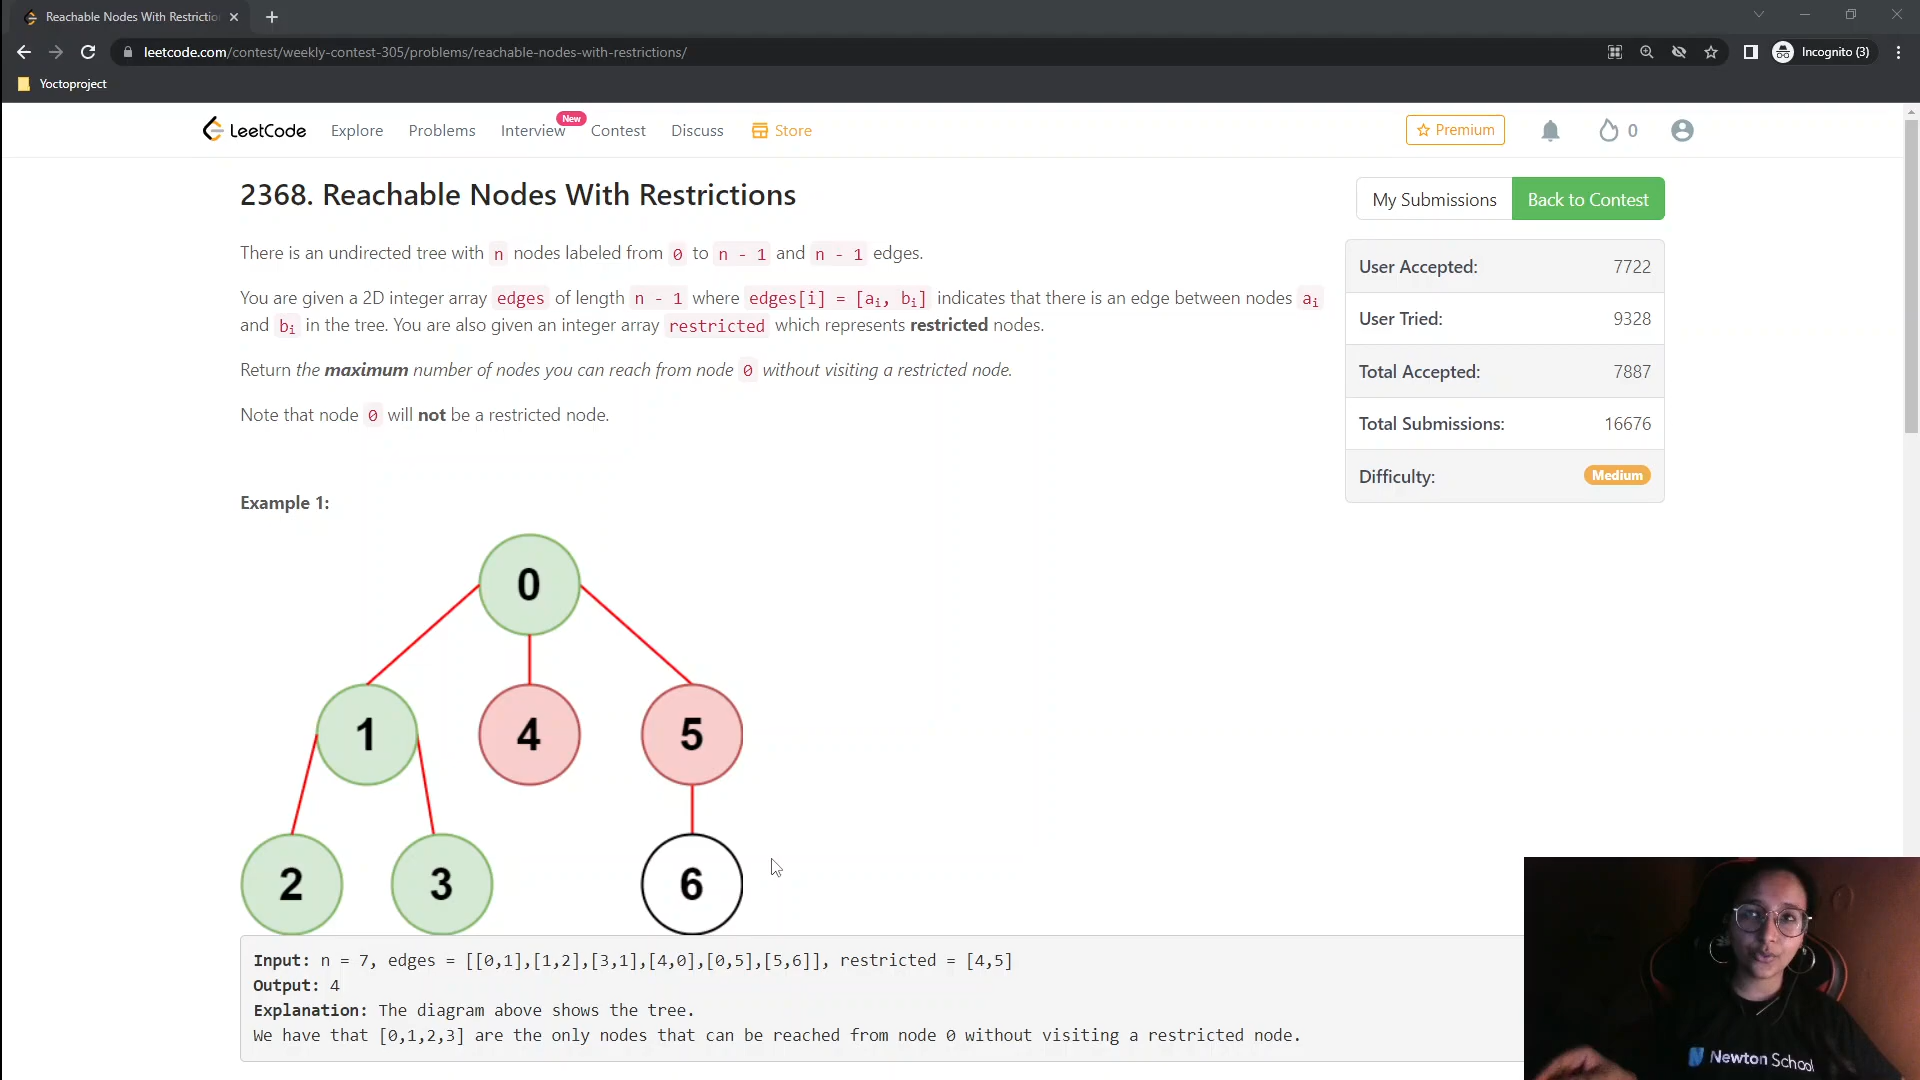 Reachable Nodes With Restrictio
leetcode.com/contest/weekly-contest-305/problems/reachable-nodes-with-restrictions/
Incognito (3)
Yoctoproject
LeetCode Explore Problems Interview New Contest Discuss Store
Premium 0
2368. Reachable Nodes With Restrictions
My Submissions Back to Contest
There is an undirected tree with n nodes labeled from 0 to n - 1 and n - 1 edges.
You are given a 2D integer array edges of length n - 1 where edges[i] = [ai, bi] indicates that there is an edge between nodes ai
and bi in the tree. You are also given an integer array restricted which represents restricted nodes.
Return the maximum number of nodes you can reach from node 0 without visiting a restricted node.
Note that node 0 will not be a restricted node.
User Accepted: 7722
User Tried: 9328
Total Accepted: 7887
Total Submissions: 16676
Difficulty: Medium
Example 1:
0
1 4 5
2 3 6
Input: n = 7, edges = [[0,1],[1,2],[3,1],[4,0],[0,5],[5,6]], restricted = [4,5]
Output: 4
Explanation: The diagram above shows the tree.
We have that [0,1,2,3] are the only nodes that can be reached from node 0 without visiting a restricted node.
Newton School